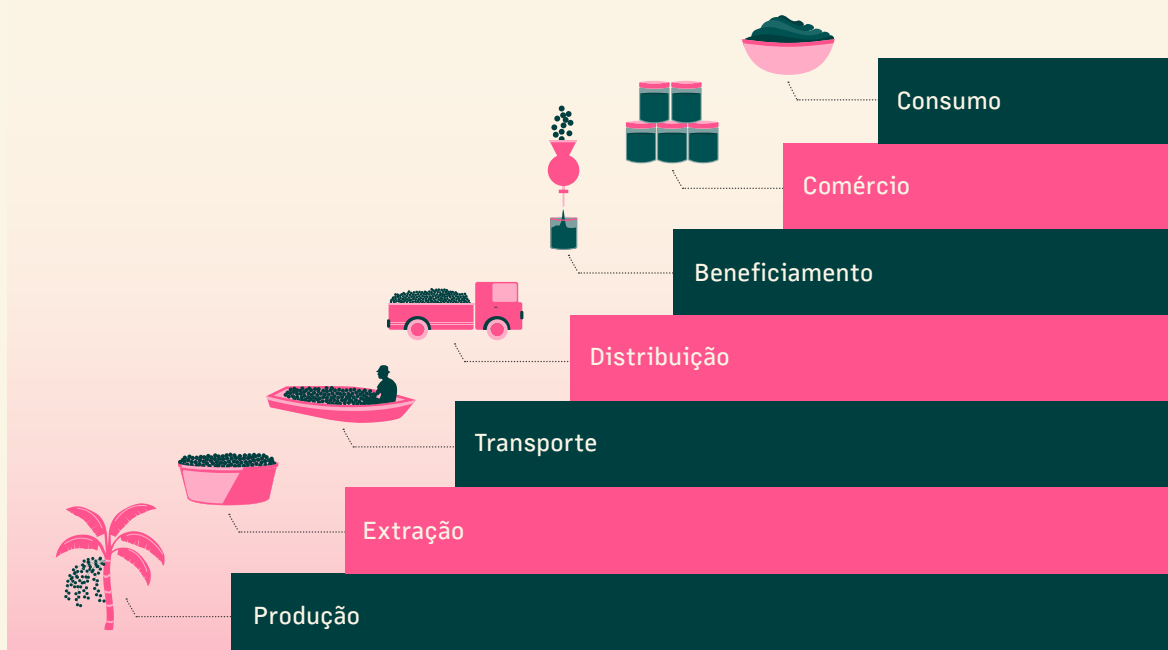 Consumo
Comércio
Beneficiamento
Distribuição
Transporte
Extração
Produção